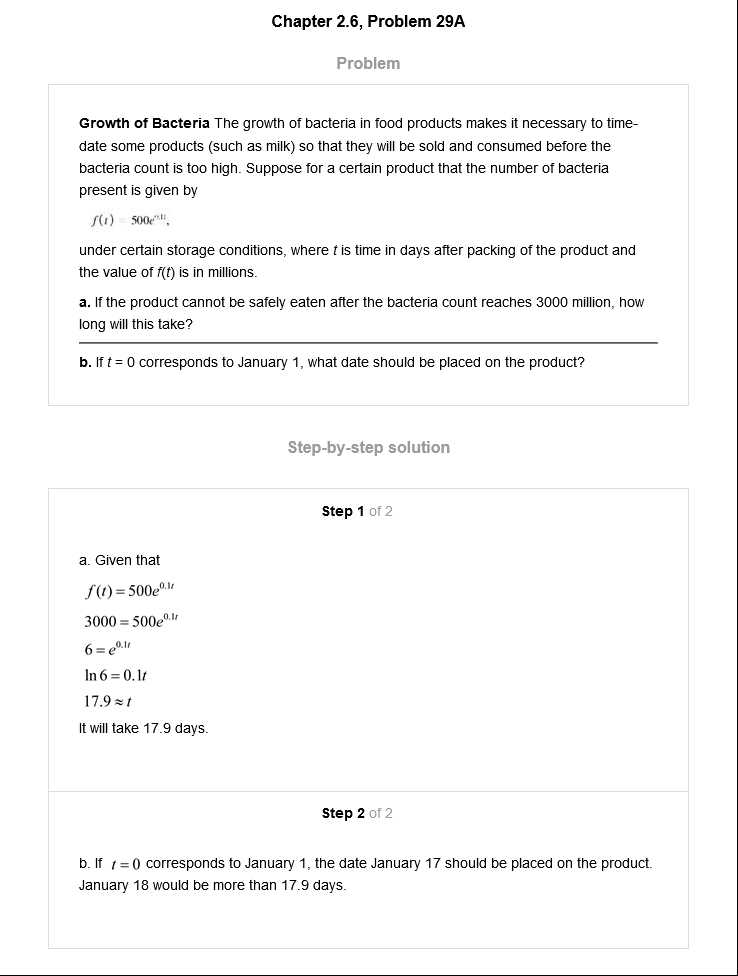 Chapter 2.6, Problem 29A
Problem
Growth of Bacteria The growth of bacteria in food products makes it necessary to time-
date some products (such as milk) so that they will be sold and consumed before the
bacteria count is too high. Suppose for a certain product that the number of bacteria
present is given by
f(t) = 500e^{0.1t},
under certain storage conditions, where t is time in days after packing of the product and
the value of f(t) is in millions.
a. If the product cannot be safely eaten after the bacteria count reaches 3000 million, how
long will this take?
b. If t = 0 corresponds to January 1, what date should be placed on the product?
Step-by-step solution
Step 1 of 2
a. Given that
f(t) = 500e^{0.1t}
3000 = 500e^{0.1t}
6 = e^{0.1t}
ln 6 = 0.1t
17.9 ≈ t
It will take 17.9 days.
Step 2 of 2
b. If t = 0 corresponds to January 1, the date January 17 should be placed on the product.
January 18 would be more than 17.9 days.